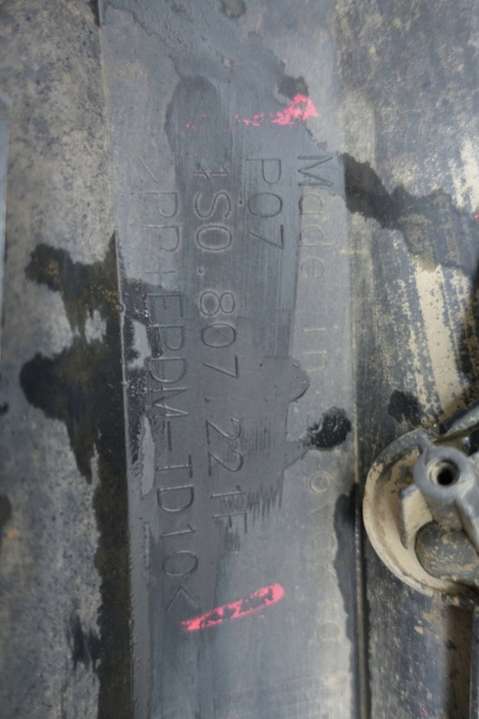 Made in
P07
1S0.807.221F
>PP+EPDM-TD10<